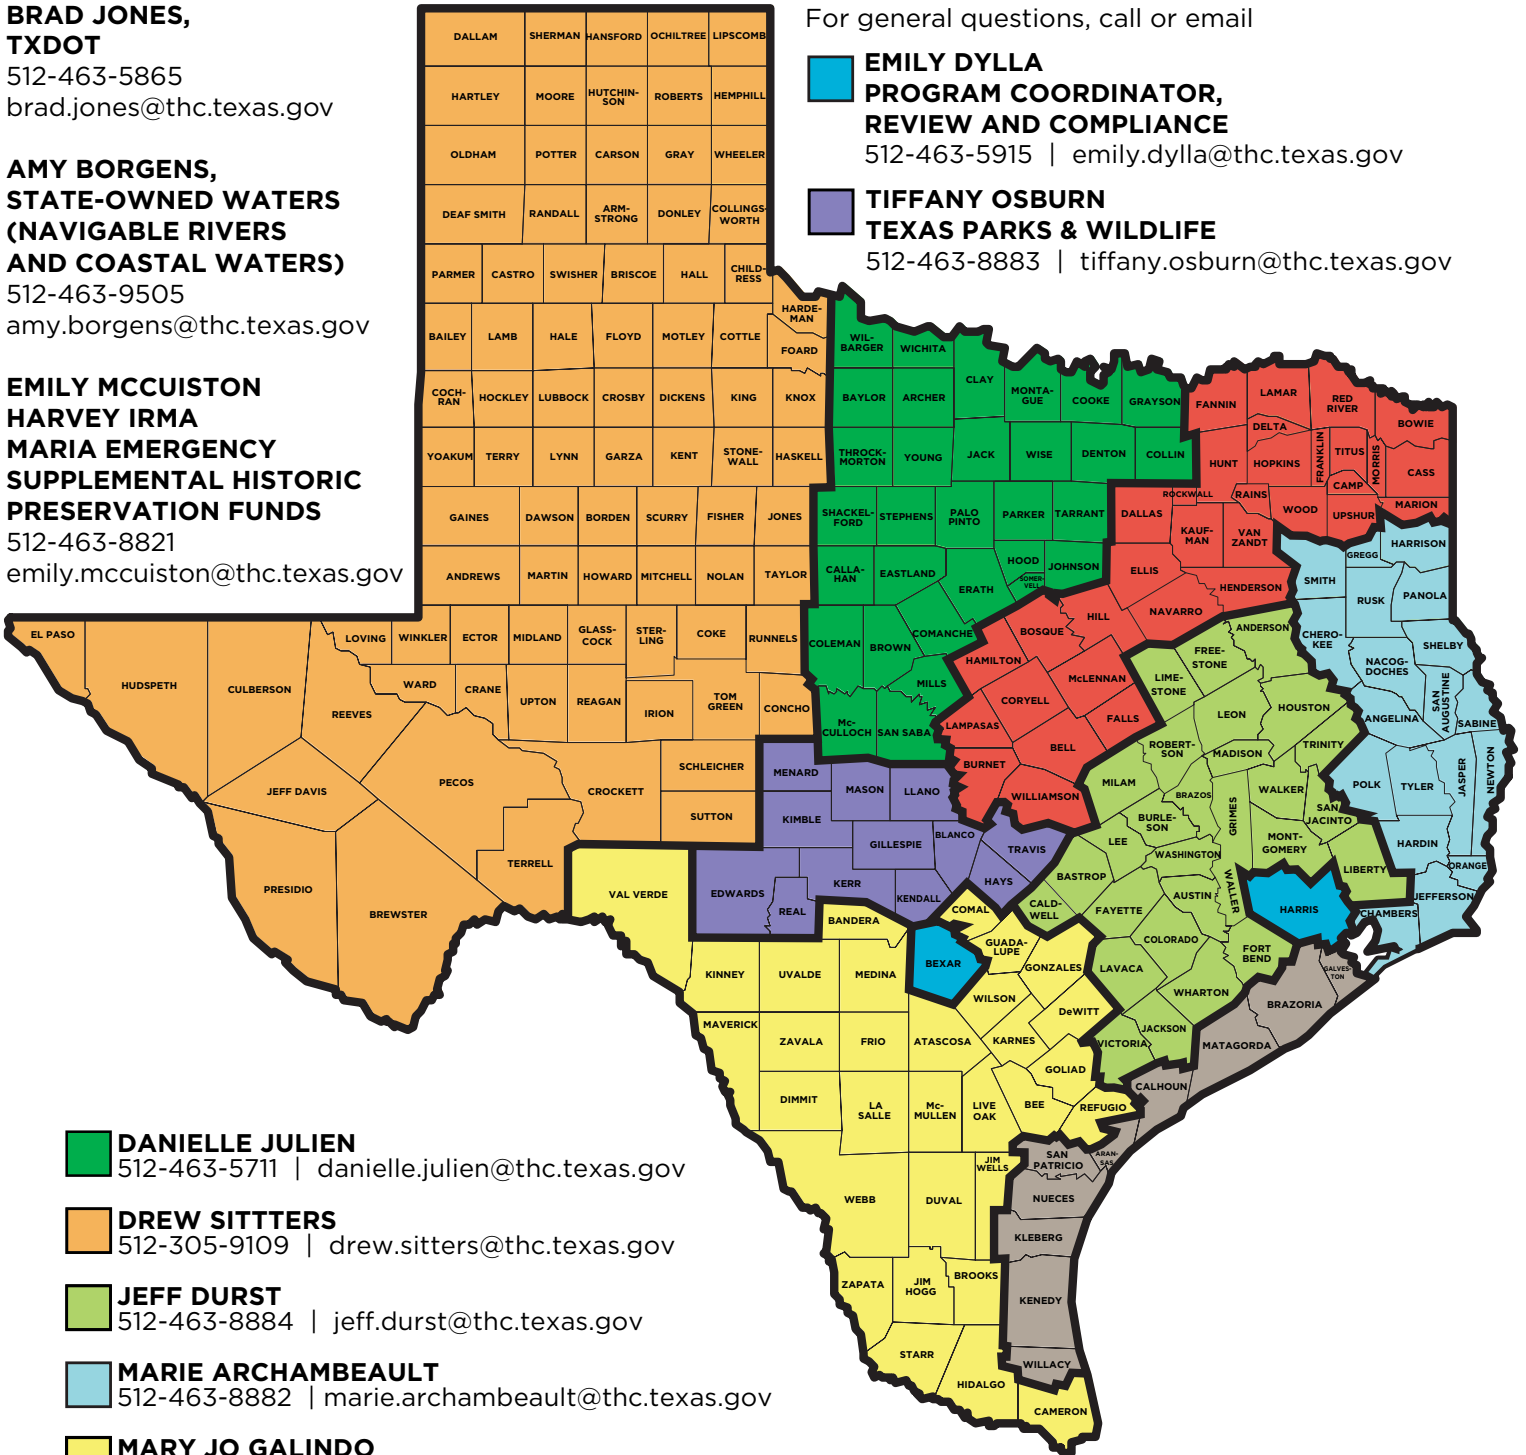 BRAD JONES,
TXDOT
512-463-5865
brad.jones@thc.texas.gov
AMY BORGENS,
STATE-OWNED WATERS
(NAVIGABLE RIVERS
AND COASTAL WATERS)
512-463-9505
amy.borgens@thc.texas.gov
EMILY MCCUISTON
HARVEY IRMA
MARIA EMERGENCY
SUPPLEMENTAL HISTORIC
PRESERVATION FUNDS
512-463-8821
emily.mccuiston@thc.texas.gov
For general questions, call or email
EMILY DYLLA
PROGRAM COORDINATOR,
REVIEW AND COMPLIANCE
512-463-5915 | emily.dylla@thc.texas.gov
TIFFANY OSBURN
TEXAS PARKS & WILDLIFE
512-463-8883 | tiffany.osburn@thc.texas.gov
DALLAM SHERMAN HANSFORD OCHILTREE LIPSCOMB
HARTLEY MOORE HUTCHIN-
SON ROBERTS HEMPHILL
OLDHAM POTTER CARSON GRAY WHEELER
DEAF SMITH RANDALL ARM-
STRONG DONLEY COLLINGS-
WORTH
PARMER CASTRO SWISHER BRISCOE HALL CHILD-
RESS
HARDE-
MAN
BAILEY LAMB HALE FLOYD MOTLEY COTTLE FOARD
WIL-
BARGER WICHITA CLAY MONTA-
GUE COOKE GRAYSON FANNIN LAMAR RED
RIVER BOWIE
COCH-
RAN HOCKLEY LUBBOCK CROSBY DICKENS KING KNOX BAYLOR ARCHER
DELTA
YOAKUM TERRY LYNN GARZA KENT STONE-
WALL HASKELL THROCK-
MORTON YOUNG JACK WISE DENTON COLLIN HUNT HOPKINS FRANKLIN TITUS MORRIS CASS
CAMP
ROCKWALL RAINS WOOD UPSHUR MARION
GAINES DAWSON BORDEN SCURRY FISHER JONES SHACKEL-
FORD STEPHENS PALO
PINTO PARKER TARRANT DALLAS KAUF-
MAN VAN
ZANDT HARRISON
GREGG
ANDREWS MARTIN HOWARD MITCHELL NOLAN TAYLOR CALLA-
HAN EASTLAND ERATH HOOD SOMER-
VELL JOHNSON ELLIS HENDERSON SMITH RUSK PANOLA
EL PASO HUDSPETH CULBERSON REEVES LOVING WINKLER ECTOR MIDLAND GLASS-
COCK STER-
LING COKE RUNNELS COLEMAN BROWN COMANCHE BOSQUE HILL NAVARRO ANDERSON CHERO-
KEE SHELBY
WARD CRANE UPTON REAGAN IRION TOM
GREEN CONCHO MILLS HAMILTON McLENNAN LIME-
STONE FREE-
STONE NACOG-
DOCHES SAN
AUGUSTINE SABINE
Mc-
CULLOCH SAN SABA LAMPASAS CORYELL FALLS BELL LEON HOUSTON ANGELINA
JEFF DAVIS PECOS CROCKETT SCHLEICHER MENARD MASON LLANO BURNET WILLIAMSON MILAM ROBERT-
SON MADISON TRINITY POLK TYLER JASPER NEWTON
SUTTON KIMBLE GILLESPIE BLANCO TRAVIS LEE BURLE-
SON BRAZOS GRIMES WALKER SAN
JACINTO HARDIN
PRESIDIO BREWSTER TERRELL VAL VERDE EDWARDS REAL KERR KENDALL HAYS BASTROP WASHINGTON MONT-
GOMERY LIBERTY ORANGE
BANDERA COMAL CALD-
WELL FAYETTE AUSTIN WALLER HARRIS CHAMBERS JEFFERSON
KINNEY UVALDE MEDINA BEXAR GUADA-
LUPE GONZALES LAVACA COLORADO FORT
BEND GALVES-
TON
WILSON DeWITT WHARTON BRAZORIA
MAVERICK ZAVALA FRIO ATASCOSA KARNES VICTORIA JACKSON MATAGORDA
DIMMIT LA
SALLE Mc-
MULLEN LIVE
OAK BEE GOLIAD REFUGIO CALHOUN
WEBB DUVAL JIM
WELLS SAN
PATRICIO ARAN-
SAS
NUECES
KLEBERG
ZAPATA JIM
HOGG BROOKS KENEDY
STARR HIDALGO WILLACY
CAMERON
DANIELLE JULIEN
512-463-5711 | danielle.julien@thc.texas.gov
DREW SITTTERS
512-305-9109 | drew.sitters@thc.texas.gov
JEFF DURST
512-463-8884 | jeff.durst@thc.texas.gov
MARIE ARCHAMBEAULT
512-463-8882 | marie.archambeault@thc.texas.gov
MARY JO GALINDO